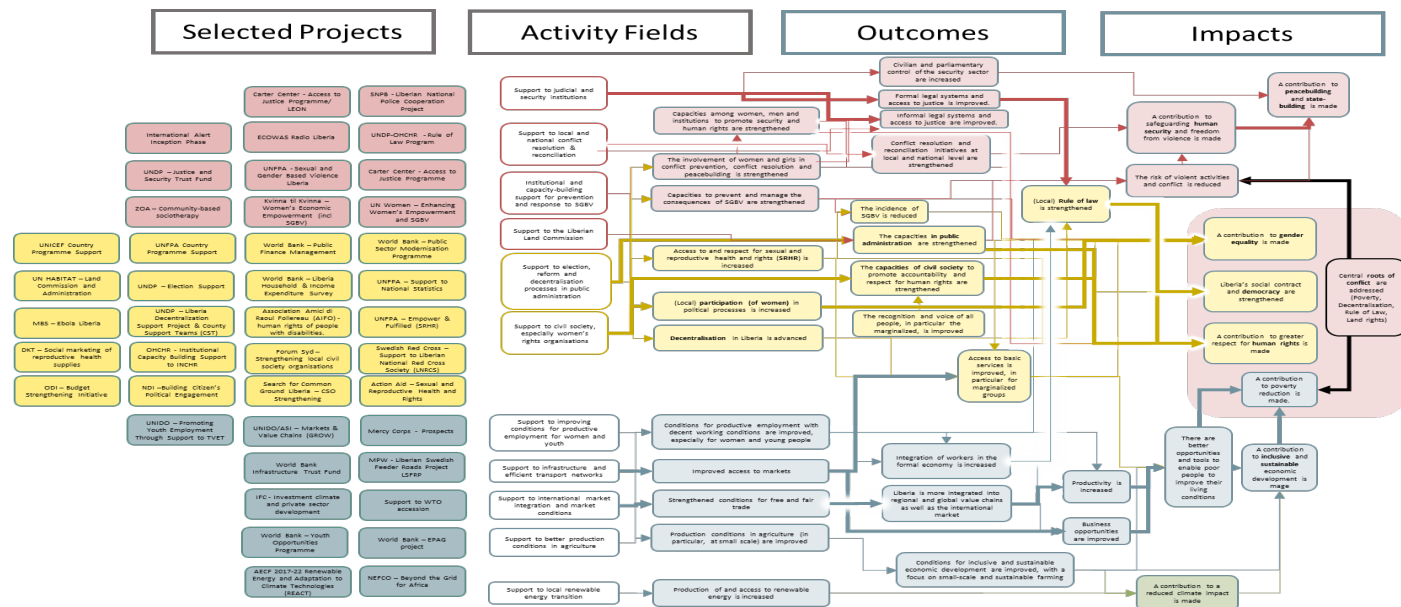 Selected Projects
Activity Fields
Outcomes
Impacts
Carter Center - Access to
Justice Programme/
LEON
SNPB - Liberian National
Police Cooperation
Project
International Alert
Inception Phase
ECOWAS Radio Liberia
UNDP-OHCHR - Rule of
Law Program
UNDP – Justice and
Security Trust Fund
UNFPA - Sexual and
Gender Based Violence
Liberia
Carter Center - Access to
Justice Programme
ZOA – Community-based
sociotherapy
Kvinna til Kvinna –
Women's Economic
Empowerment (incl
SGBV)
UN Women – Enhancing
Women's Empowerment
and SGBV
UNICEF Country
Programme Support
UNFPA Country
Programme Support
World Bank – Public
Finance Management
World Bank – Public
Sector Modernisation
Programme
UN HABITAT – Land
Commission and
Administration
UNDP – Election Support
World Bank – Liberia
Household & Income
Expenditure Survey
UNFPA – Support to
National Statistics
MBS – Ebola Liberia
UNDP – Liberia
Decentralization
Support Project & County
Support Teams (CST)
Association Amici di
Raoul Follereau (AIFO) -
human rights of people
with disabilities.
UNFPA – Empower &
Fulfilled (SRHR)
DKT – Social marketing of
reproductive health
supplies
OHCHR - Institutional
Capacity Building Support
to INCHR
Forum Syd –
Strengthening local civil
society organisations
Swedish Red Cross –
Support to Liberian
National Red Cross
Society (LNRCS)
ODI – Budget
Strengthening Initiative
NDI –Building Citizen's
Political Engagement
Search for Common
Ground Liberia – CSO
Strengthening
Action Aid – Sexual and
Reproductive Health and
Rights
UNIDO – Promoting
Youth Employment
Through Support to TVET
UNIDO/ASI – Markets &
Value Chains (GROW)
Mercy Corps - Prospects
World Bank
Infrastructure Trust Fund
MPW - Liberian Swedish
Feeder Roads Project
LSFRP
IFC - Investment climate
and private sector
development
Support to WTO
accession
World Bank – Youth
Opportunities
Programme
World Bank – EPAG
project
AECF 2017-22 Renewable
Energy and Adaptation to
Climate Technologies
(REACT)
NEFCO – Beyond the Grid
for Africa
Support to judicial and
security institutions
Support to local and
national conflict
resolution &
reconciliation
Institutional and
capacity-building
support for prevention
and response to SGBV
Support to the Liberian
Land Commission
Support to election,
reform and
decentralisation
processes in public
administration
Support to civil society,
especially women's
rights organisations
Support to improving
conditions for productive
employment for women
and youth
Support to infrastructure and
efficient transport networks
Support to international market
integration and market
conditions
Support to better production
conditions in agriculture
Support to local renewable
energy transition
Capacities among women, men and
institutions to promote security and
human rights are strengthened
The involvement of women and girls in
conflict prevention, conflict resolution and
peacebuilding is strengthened
Capacities to prevent and manage the
consequences of SGBV are strengthened
Access to and respect for sexual and
reproductive health and rights (SRHR) is
increased
(Local) participation (of women) in
political processes is increased
Decentralisation in Liberia is advanced
Conditions for productive employment with
decent working conditions are improved,
especially for women and young people
Improved access to markets
Strengthened conditions for free and fair
trade
Production conditions in agriculture (in
particular, at small scale) are improved
Production of and access to renewable
energy is increased
Civilian and parliamentary
control of the security sector
are increased
Formal legal systems and
access to justice is improved.
Informal legal systems and
access to justice are improved.
Conflict resolution and
reconciliation initiatives at
local and national level are
strengthened
The incidence of
SGBV is reduced
The capacities in public
administration are strengthened
The capacities of civil society to
promote accountability and
respect for human rights are
strengthened
The recognition and voice of all
people, in particular the
marginalized, is improved
Access to basic
services is
improved, in
particular for
marginalized
groups
(Local) Rule of law is
strengthened
Integration of workers in the
formal economy is increased
Liberia is more integrated into
regional and global value chains
as well as the international
market
Productivity is
increased
Business
opportunities
are improved
Conditions for inclusive and sustainable
economic development are improved, with a
focus on small-scale and sustainable farming
A contribution to
peacebuilding and state-
building is made
A contribution to
safeguarding human
security and freedom
from violence is made
The risk of violent activities
and conflict is reduced
A contribution to gender
equality is made
Liberia's social contract
and democracy are
strengthened
A contribution to greater
respect for human rights is
made
A contribution
to poverty
reduction is
made.
Central roots of
conflict are
addressed
(Poverty,
Decentralisation,
Rule of Law,
Land rights)
There are
better
opportunities
and tools to
enable poor
people to
improve their
living
conditions
A contribution
to inclusive and
sustainable
economic
development is
mage
A contribution to a
reduced climate impact
is made